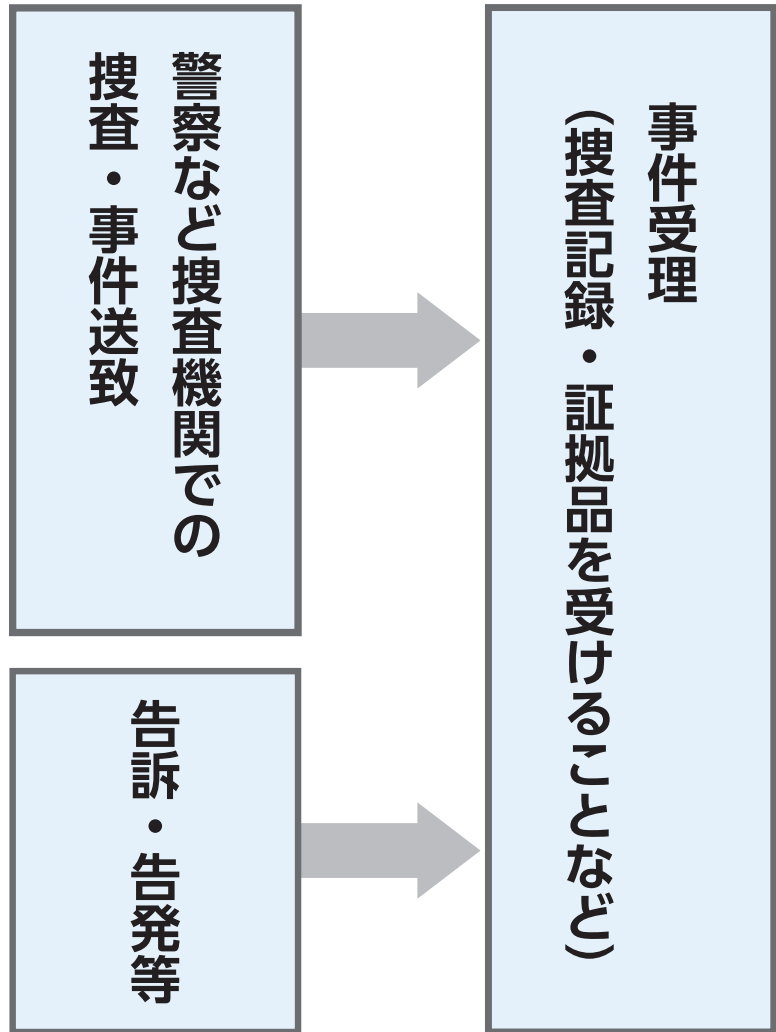 警察など捜査機関での
捜査・事件送致
告訴・告発等
事件受理
（捜査記録・証拠品を受けることなど）